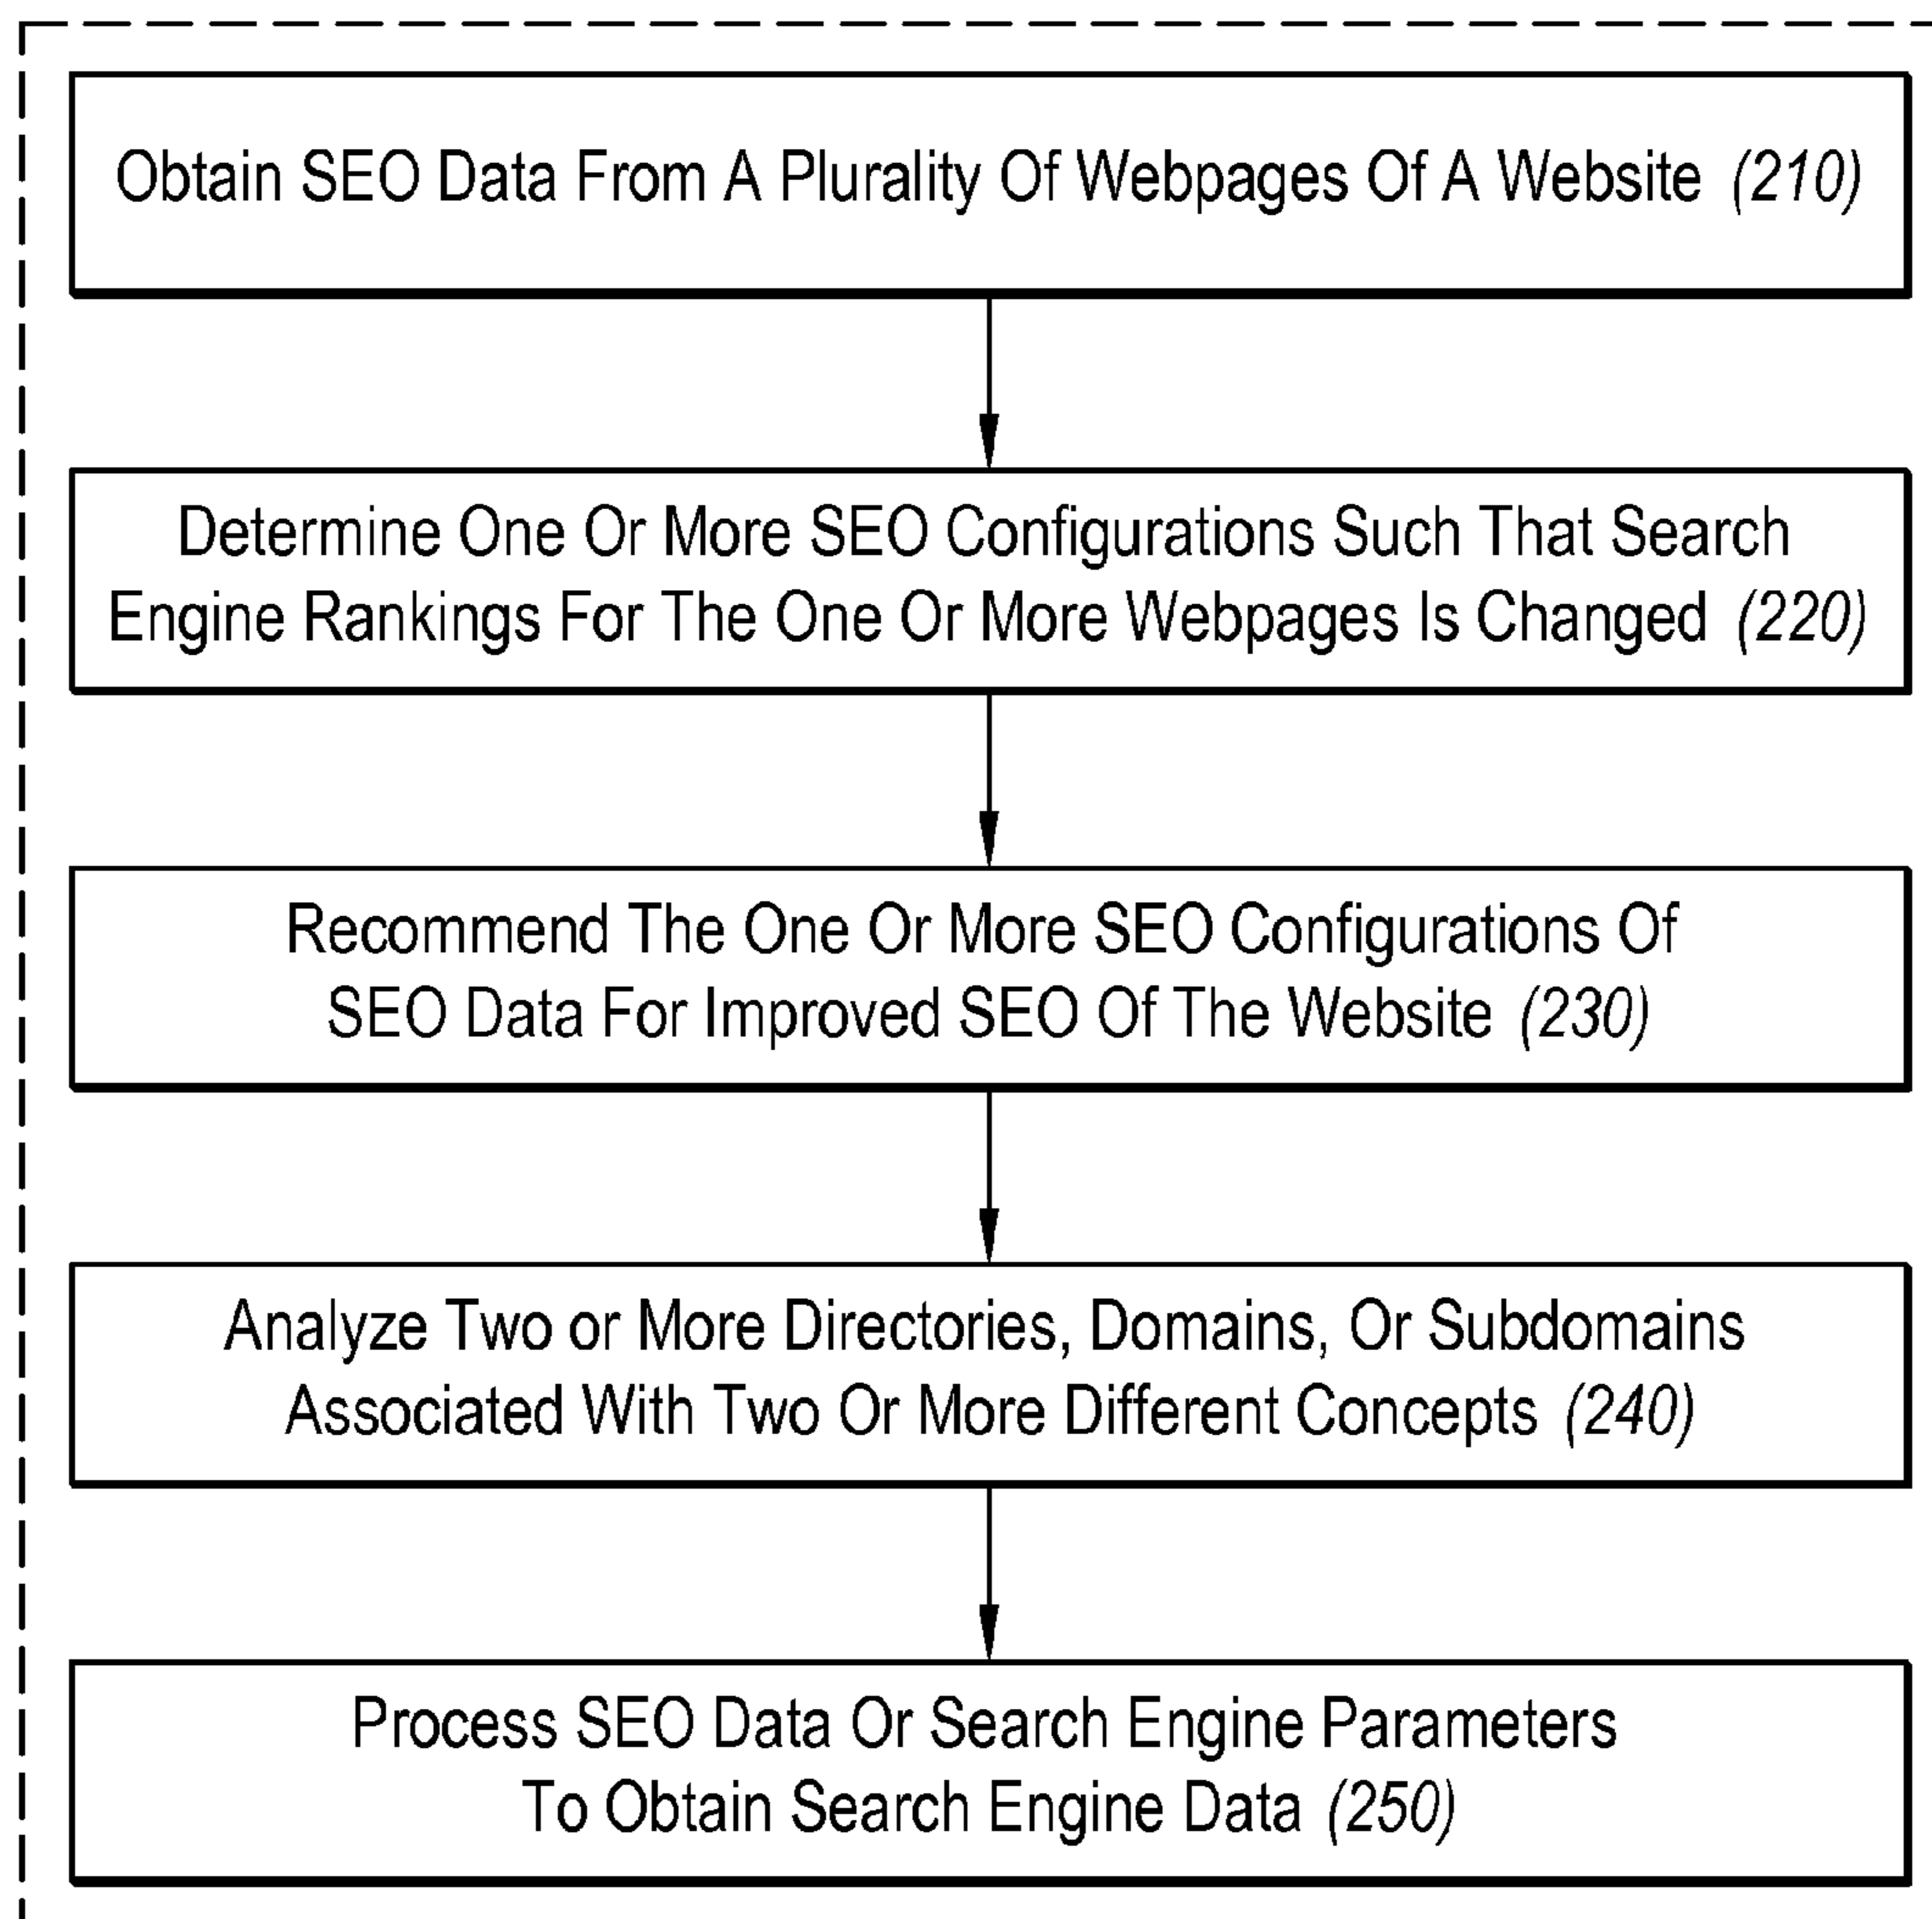 Obtain SEO Data From A Plurality Of Webpages Of A Website (210)
Determine One Or More SEO Configurations Such That Search
Engine Rankings For The One Or More Webpages Is Changed (220)
Recommend The One Or More SEO Configurations Of
SEO Data For Improved SEO Of The Website (230)
Analyze Two or More Directories, Domains, Or Subdomains
Associated With Two Or More Different Concepts (240)
Process SEO Data Or Search Engine Parameters
To Obtain Search Engine Data (250)